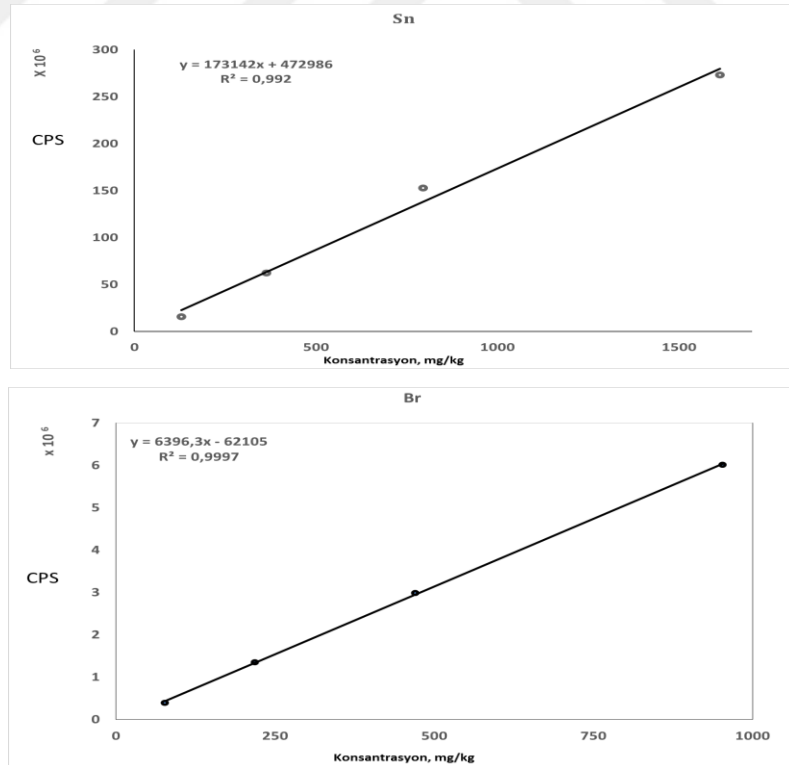 Sn
X 10⁶
y = 173142x + 472986
R² = 0,992
CPS
300
250
200
150
100
50
0
0 500 1000 1500
Konsantrasyon, mg/kg
Br
x 10⁶
y = 6396,3x - 62105
R² = 0,9997
CPS
7
6
5
4
3
2
1
0
0 250 500 750 1000
Konsantrasyon, mg/kg